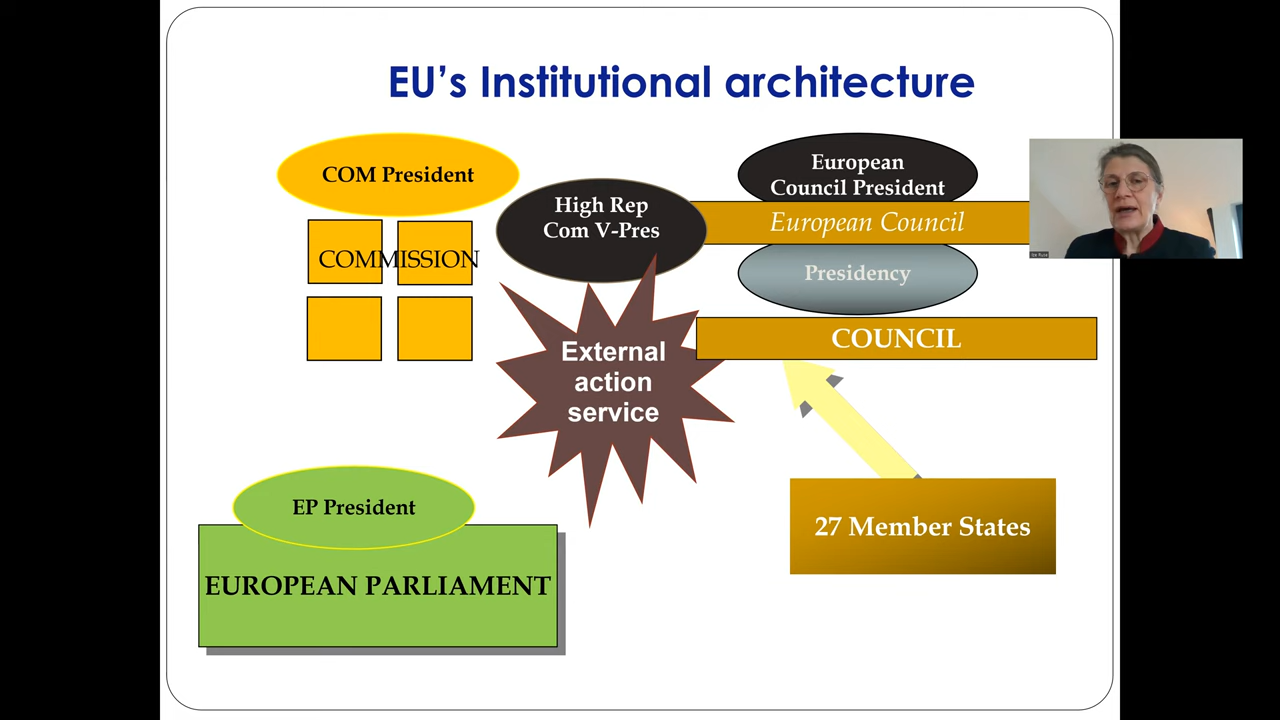 EU's Institutional architecture
COM President
COMMISSION
High Rep
Com V-Pres
European
Council President
European Council
Presidency
COUNCIL
External
action
service
27 Member States
EP President
EUROPEAN PARLIAMENT